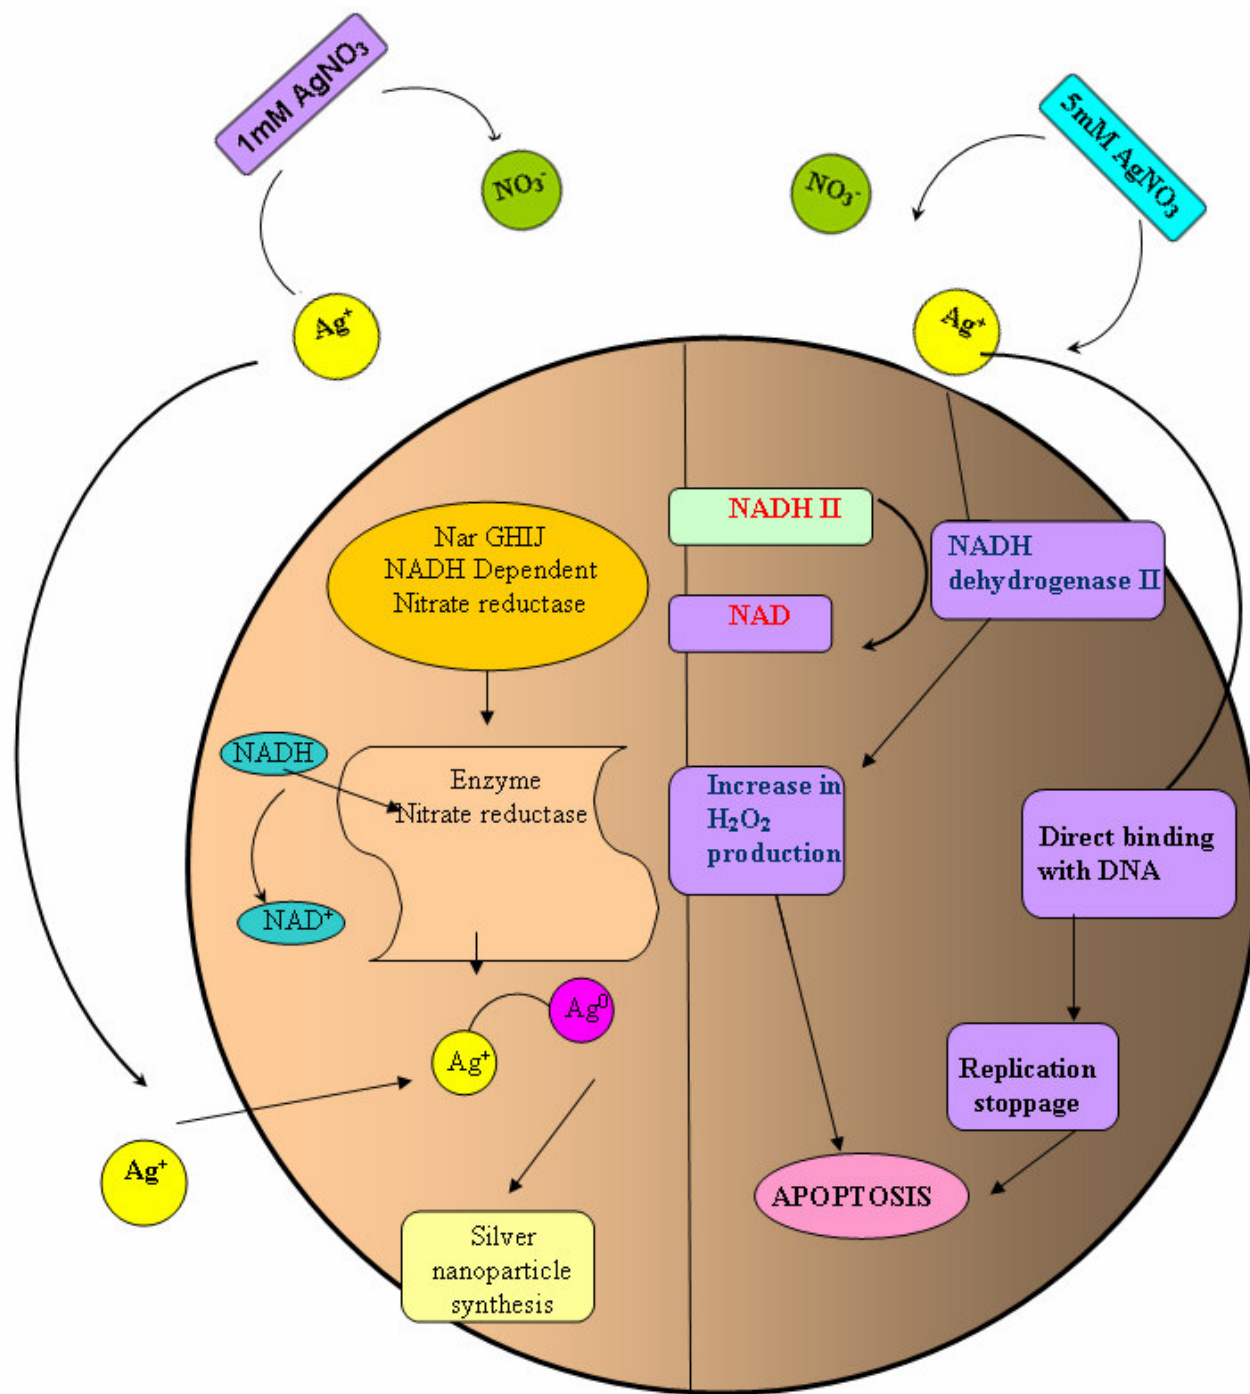 1mM AgNO₃
NO₃⁻
NO₃⁻
5mM AgNO₃
Ag⁺
Ag⁺
Nar GHIJ
NADH Dependent
Nitrate reductase
NADH II
NAD
NADH
dehydrogenase II
NADH
Enzyme
Nitrate reductase
NAD⁺
Increase in
H₂O₂
production
Direct binding
with DNA
Ag⁰
Ag⁺
Replication
stoppage
Ag⁺
APOPTOSIS
Silver
nanoparticle
synthesis